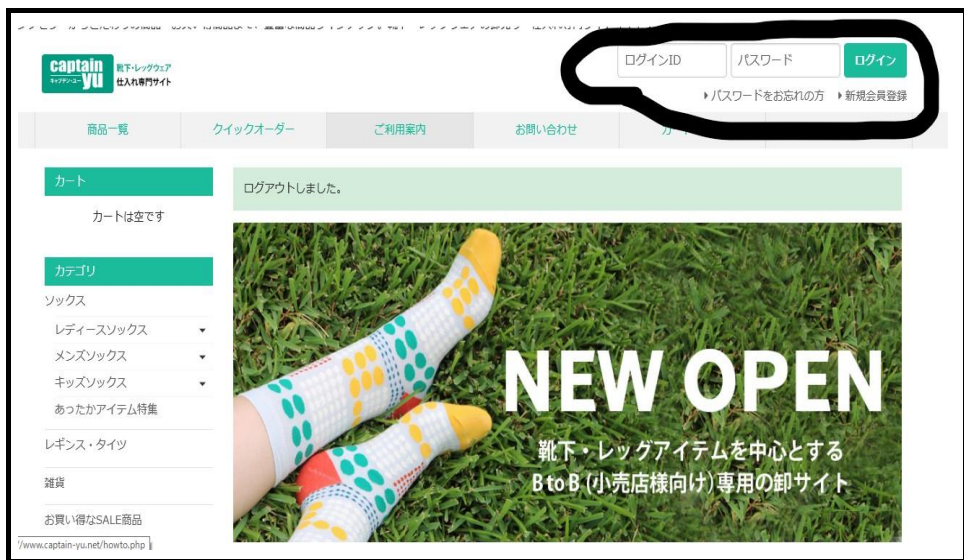 ログインID パスワード ログイン
captain
キャプテン・ユー yu
靴下・レッグウェア
仕入れ専門サイト
パスワードをお忘れの方 新規会員登録
商品一覧 クイックオーダー ご利用案内 お問い合わせ
カート
ログアウトしました。
カートは空です
カテゴリ
ソックス
レディースソックス
メンズソックス
キッズソックス
あったかアイテム特集
レギンス・タイツ
雑貨
お買い得なSALE商品
NEW OPEN
靴下・レッグアイテムを中心とする
BtoB(小売店様向け)専用の卸サイト
/www.captain-yu.net/howto.php